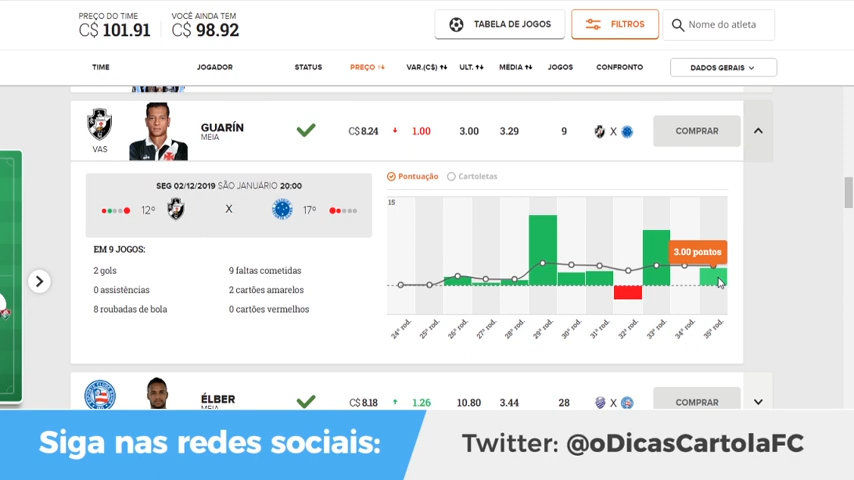 PREÇO DO TIME
C$ 101.91
VOCÊ AINDA TEM
C$ 98.92
TABELA DE JOGOS
FILTROS
Nome do atleta
TIME JOGADOR STATUS PREÇO VAR.(C$) ULT. MÉDIA JOGOS CONFRONTO DADOS GERAIS
VAS
GUARÍN
MEIA
C$ 8.24 1.00 3.00 3.29 9 X COMPRAR
SEG 02/12/2019 SÃO JANUÁRIO 20:00
12º X 17º
EM 9 JOGOS:
2 gols 9 faltas cometidas
0 assistências 2 cartões amarelos
8 roubadas de bola 0 cartões vermelhos
Pontuação Cartoletas
15
3.00 pontos
24ª rod. 25ª rod. 26ª rod. 27ª rod. 28ª rod. 29ª rod. 30ª rod. 31ª rod. 32ª rod. 33ª rod. 34ª rod. 35ª rod.
ÉLBER
MEIA
C$ 8.18 1.26 10.80 3.44 28 X COMPRAR
Siga nas redes sociais:
Twitter: @oDicasCartolaFC